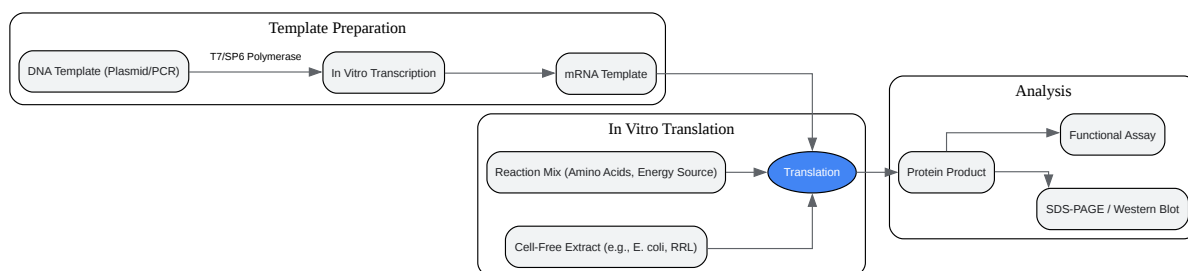 Template Preparation
DNA Template (Plasmid/PCR)
T7/SP6 Polymerase
In Vitro Transcription
mRNA Template
In Vitro Translation
Reaction Mix (Amino Acids, Energy Source)
Translation
Cell-Free Extract (e.g., E. coli, RRL)
Analysis
Protein Product
Functional Assay
SDS-PAGE / Western Blot